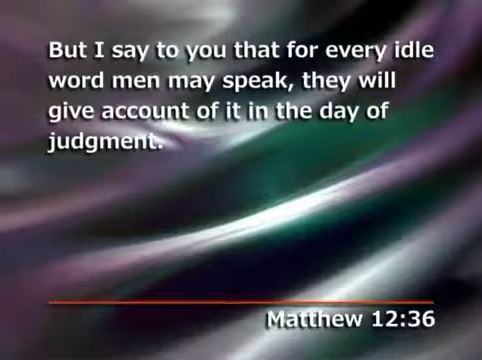 But I say to you that for every idle
word men may speak, they will
give account of it in the day of
judgment.
Matthew 12:36